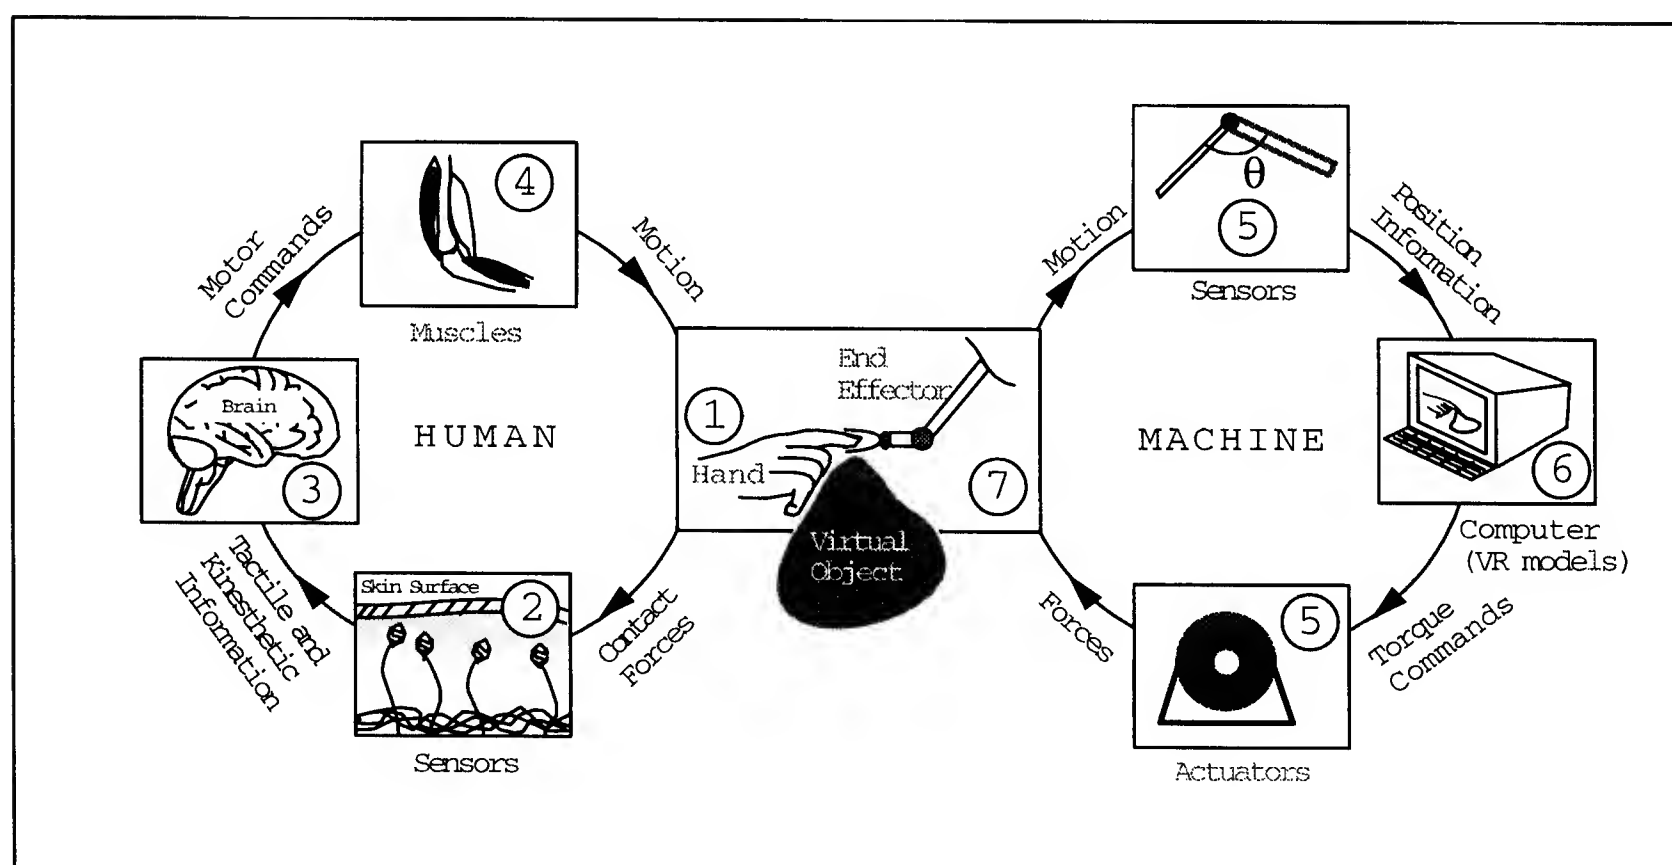 4
θ
5
Motor
Commands
Motion
Motion
Position
Information
Muscles
Sensors
Brain
3
HUMAN
1
Hand
End
Effector
7
MACHINE
6
Virtual
Object
Computer
(VR models)
Tactile and
Kinesthetic
Information
Skin Surface
2
Contact
Forces
Forces
5
Torque
Commands
Sensors
Actuators